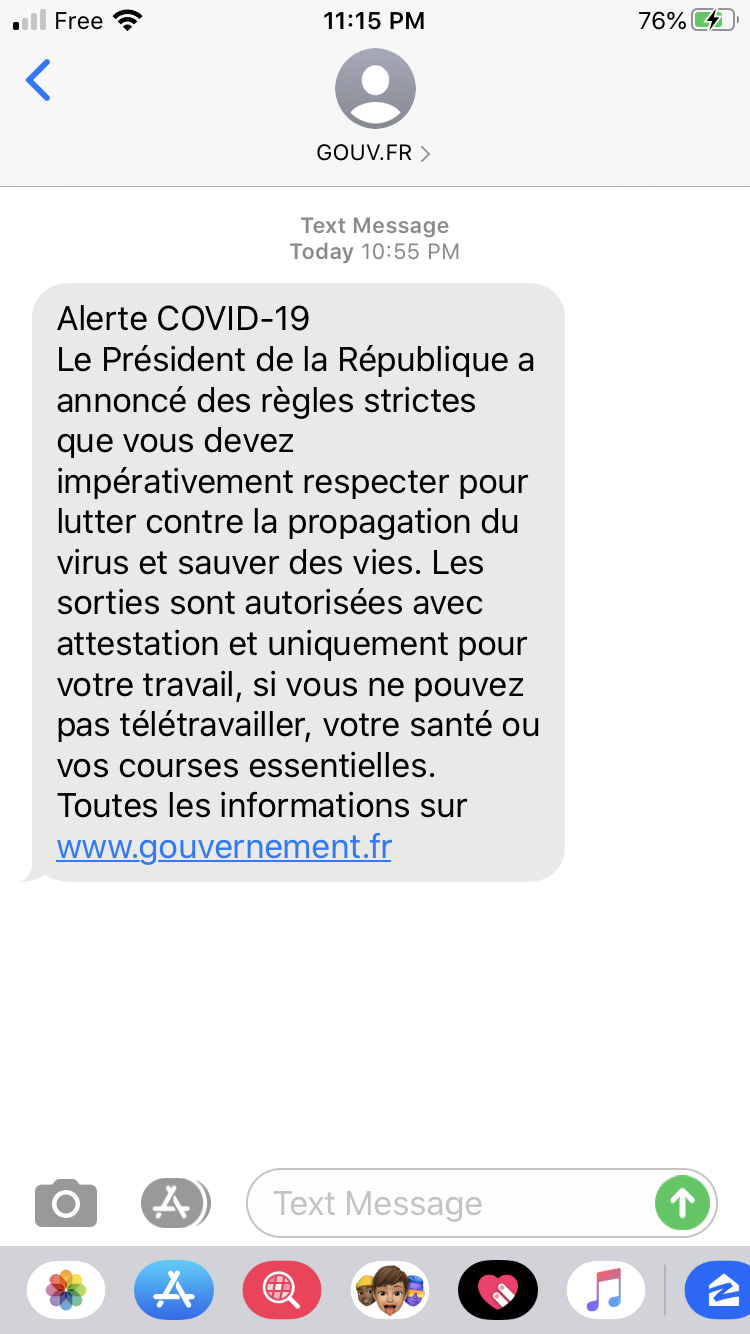 Free 11:15 PM 76%
GOUV.FR
Text Message
Today 10:55 PM
Alerte COVID-19
Le Président de la République a
annoncé des règles strictes
que vous devez
impérativement respecter pour
lutter contre la propagation du
virus et sauver des vies. Les
sorties sont autorisées avec
attestation et uniquement pour
votre travail, si vous ne pouvez
pas télétravailler, votre santé ou
vos courses essentielles.
Toutes les informations sur
www.gouvernement.fr
Text Message